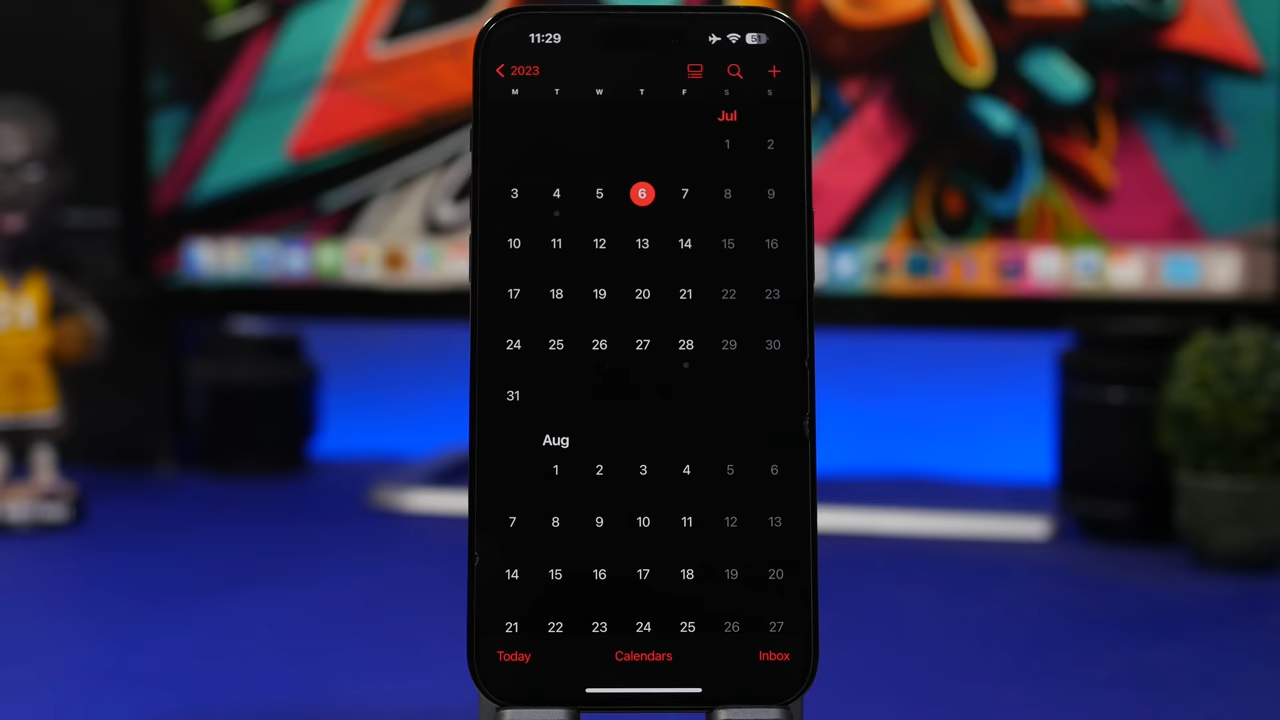 11:29 51
2023
M T W T F S S
Jul
1 2
3 4 5 6 7 8 9
10 11 12 13 14 15 16
17 18 19 20 21 22 23
24 25 26 27 28 29 30
31
Aug
1 2 3 4 5 6
7 8 9 10 11 12 13
14 15 16 17 18 19 20
21 22 23 24 25 26 27
Today Calendars Inbox